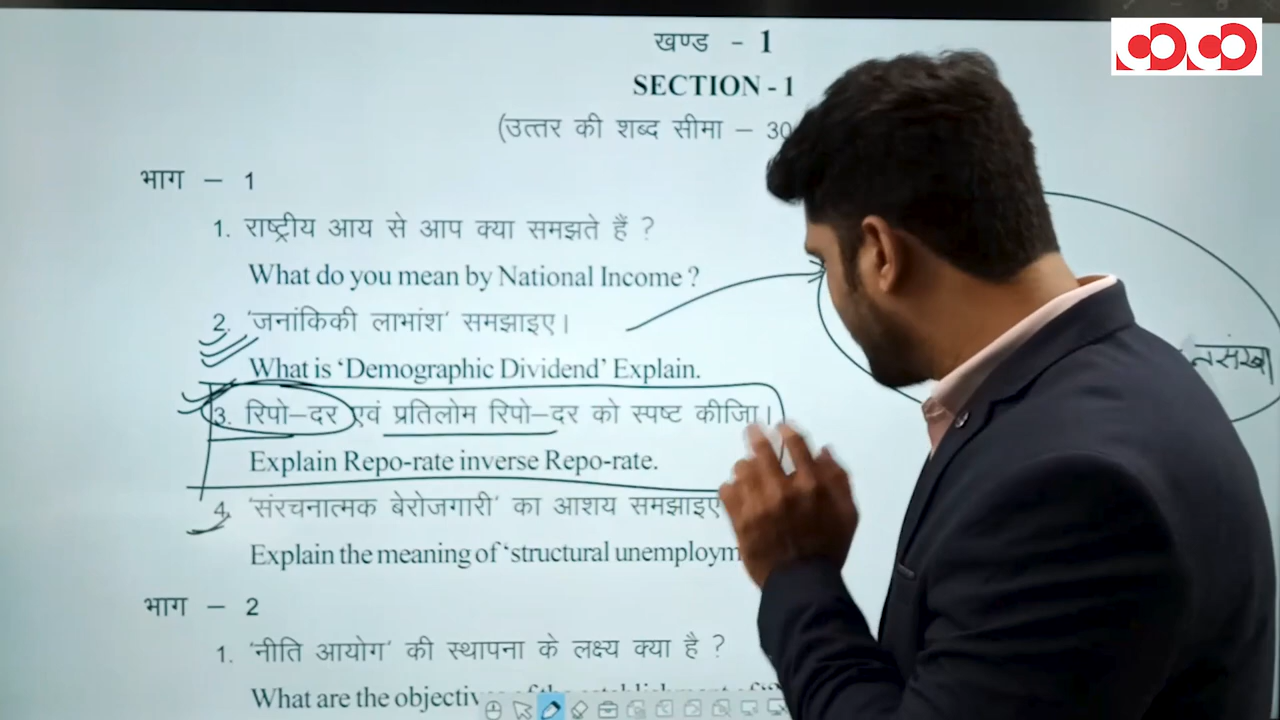 खण्ड - 1
SECTION - 1
(उत्तर की शब्द सीमा – 30
भाग – 1
1. राष्ट्रीय आय से आप क्या समझते हैं ?
What do you mean by National Income ?
2. 'जनांकिकी लाभांश' समझाइए।
What is ‘Demographic Dividend’ Explain.
3. रिपो–दर एवं प्रतिलोम रिपो–दर को स्पष्ट कीजिए।
Explain Repo-rate inverse Repo-rate.
4. 'संरचनात्मक बेरोजगारी' का आशय समझाइए
Explain the meaning of ‘structural unemploym
भाग – 2
1. 'नीति आयोग' की स्थापना के लक्ष्य क्या है ?
What are the objectiv